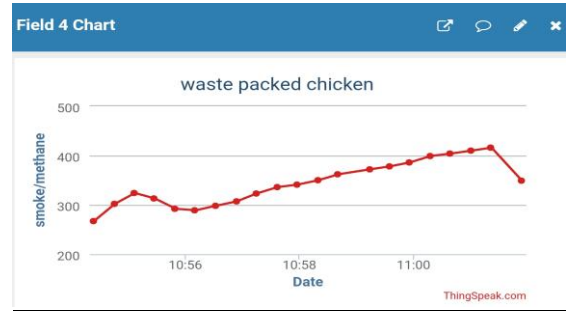 Field 4 Chart
waste packed chicken
smoke/methane
500
400
300
200
10:56 10:58 11:00
Date
ThingSpeak.com